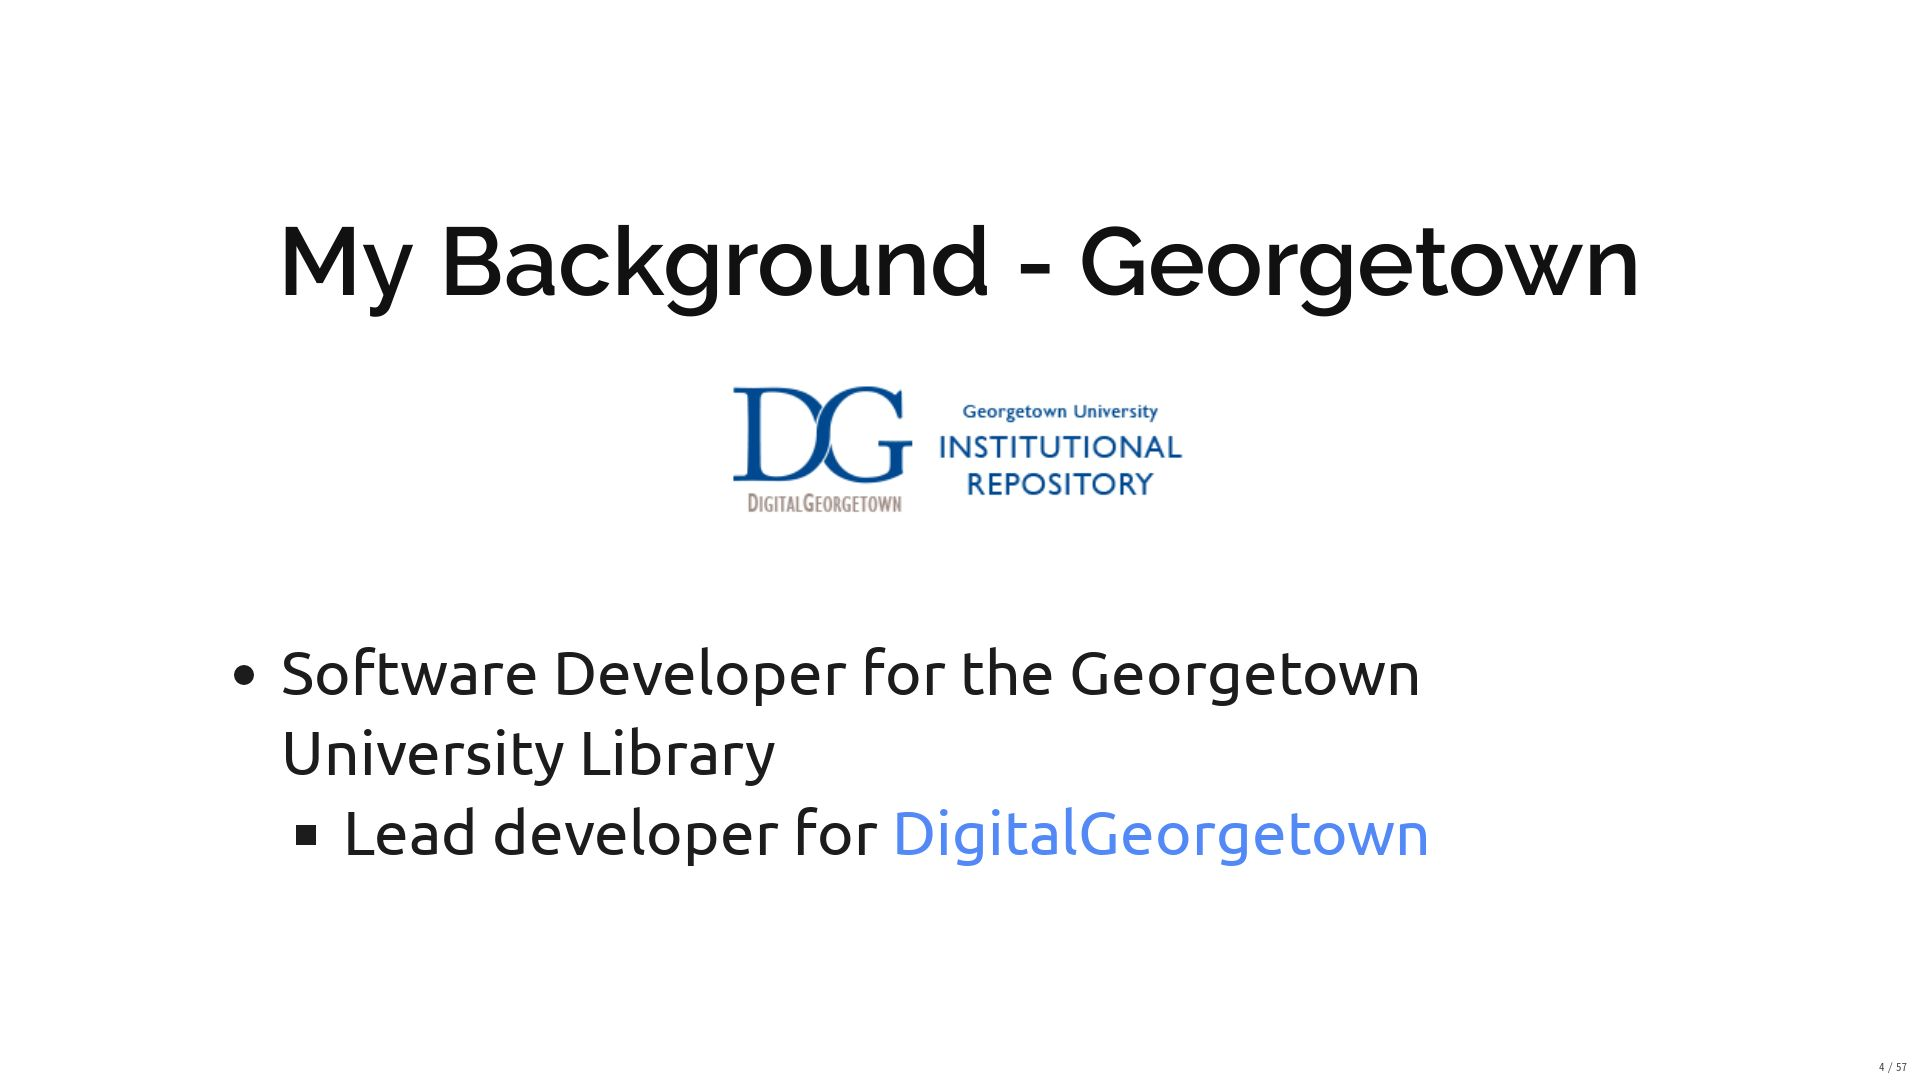 My Background - Georgetown
DG
DIGITALGEORGETOWN
Georgetown University
INSTITUTIONAL
REPOSITORY
• Software Developer for the Georgetown
University Library
▪ Lead developer for DigitalGeorgetown
4 / 57